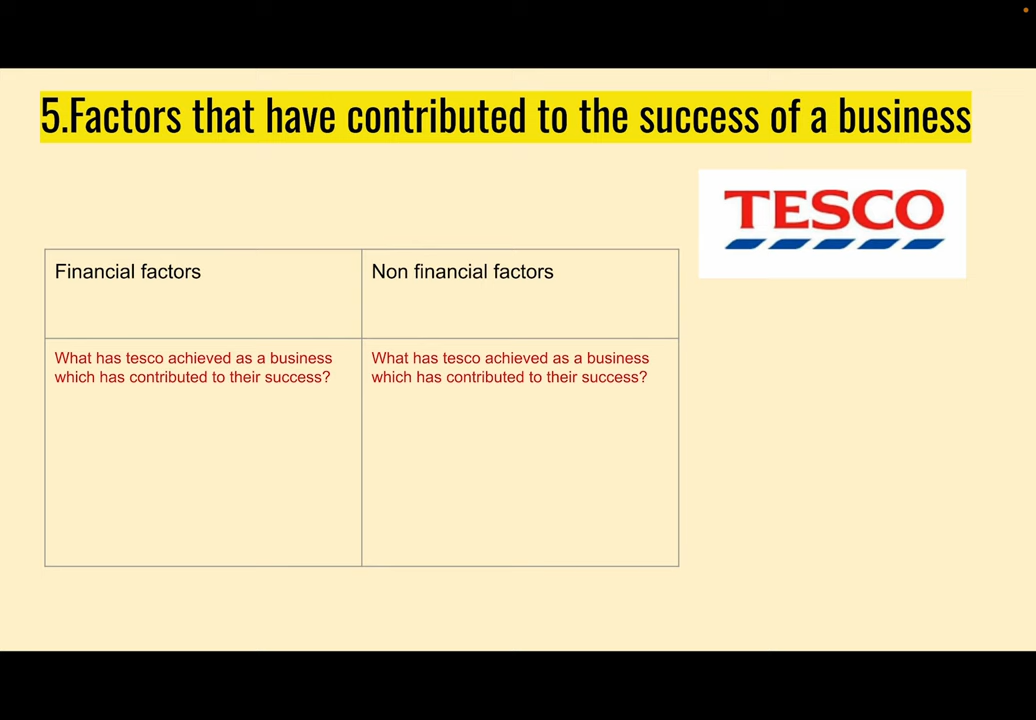 5.Factors that have contributed to the success of a business
TESCO
Financial factors
Non financial factors
What has tesco achieved as a business
which has contributed to their success?
What has tesco achieved as a business
which has contributed to their success?